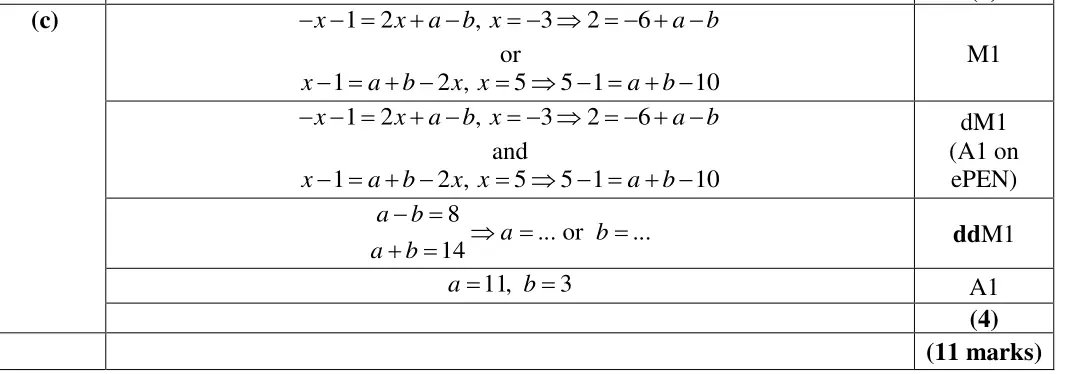 (c)
−x−1=2x+a−b, x=−3⇒2=−6+a−b
or
x−1=a+b−2x, x=5⇒5−1=a+b−10
M1
−x−1=2x+a−b, x=−3⇒2=−6+a−b
and
x−1=a+b−2x, x=5⇒5−1=a+b−10
dM1
(A1 on
ePEN)
a−b=8
a+b=14
⇒a=... or b=...
ddM1
a=11, b=3
A1
(4)
(11 marks)